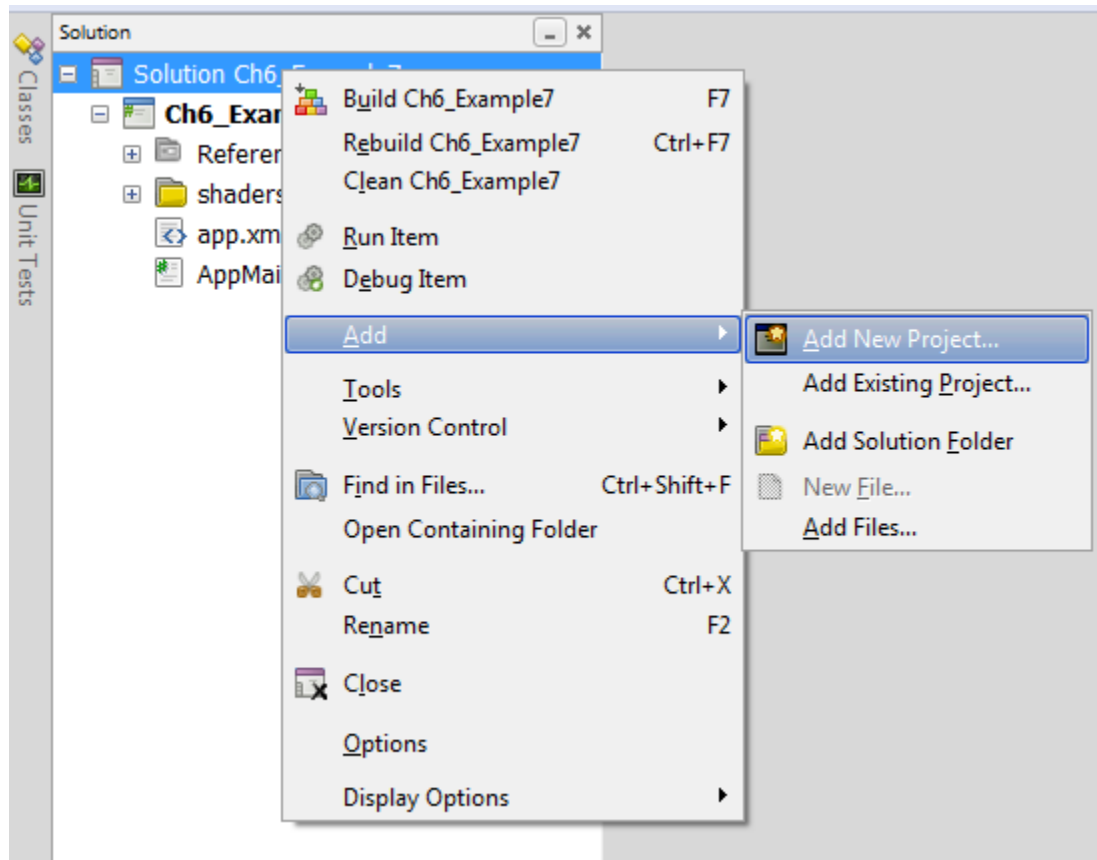 Solution
Classes
Unit Tests
Solution Ch6_Example7
Ch6_Exar
Referer
shaders
app.xm
AppMai
Build Ch6_Example7 F7
Rebuild Ch6_Example7 Ctrl+F7
Clean Ch6_Example7
Run Item
Debug Item
Add
Tools
Version Control
Find in Files... Ctrl+Shift+F
Open Containing Folder
Cut Ctrl+X
Rename F2
Close
Options
Display Options
Add New Project...
Add Existing Project...
Add Solution Folder
New File...
Add Files...